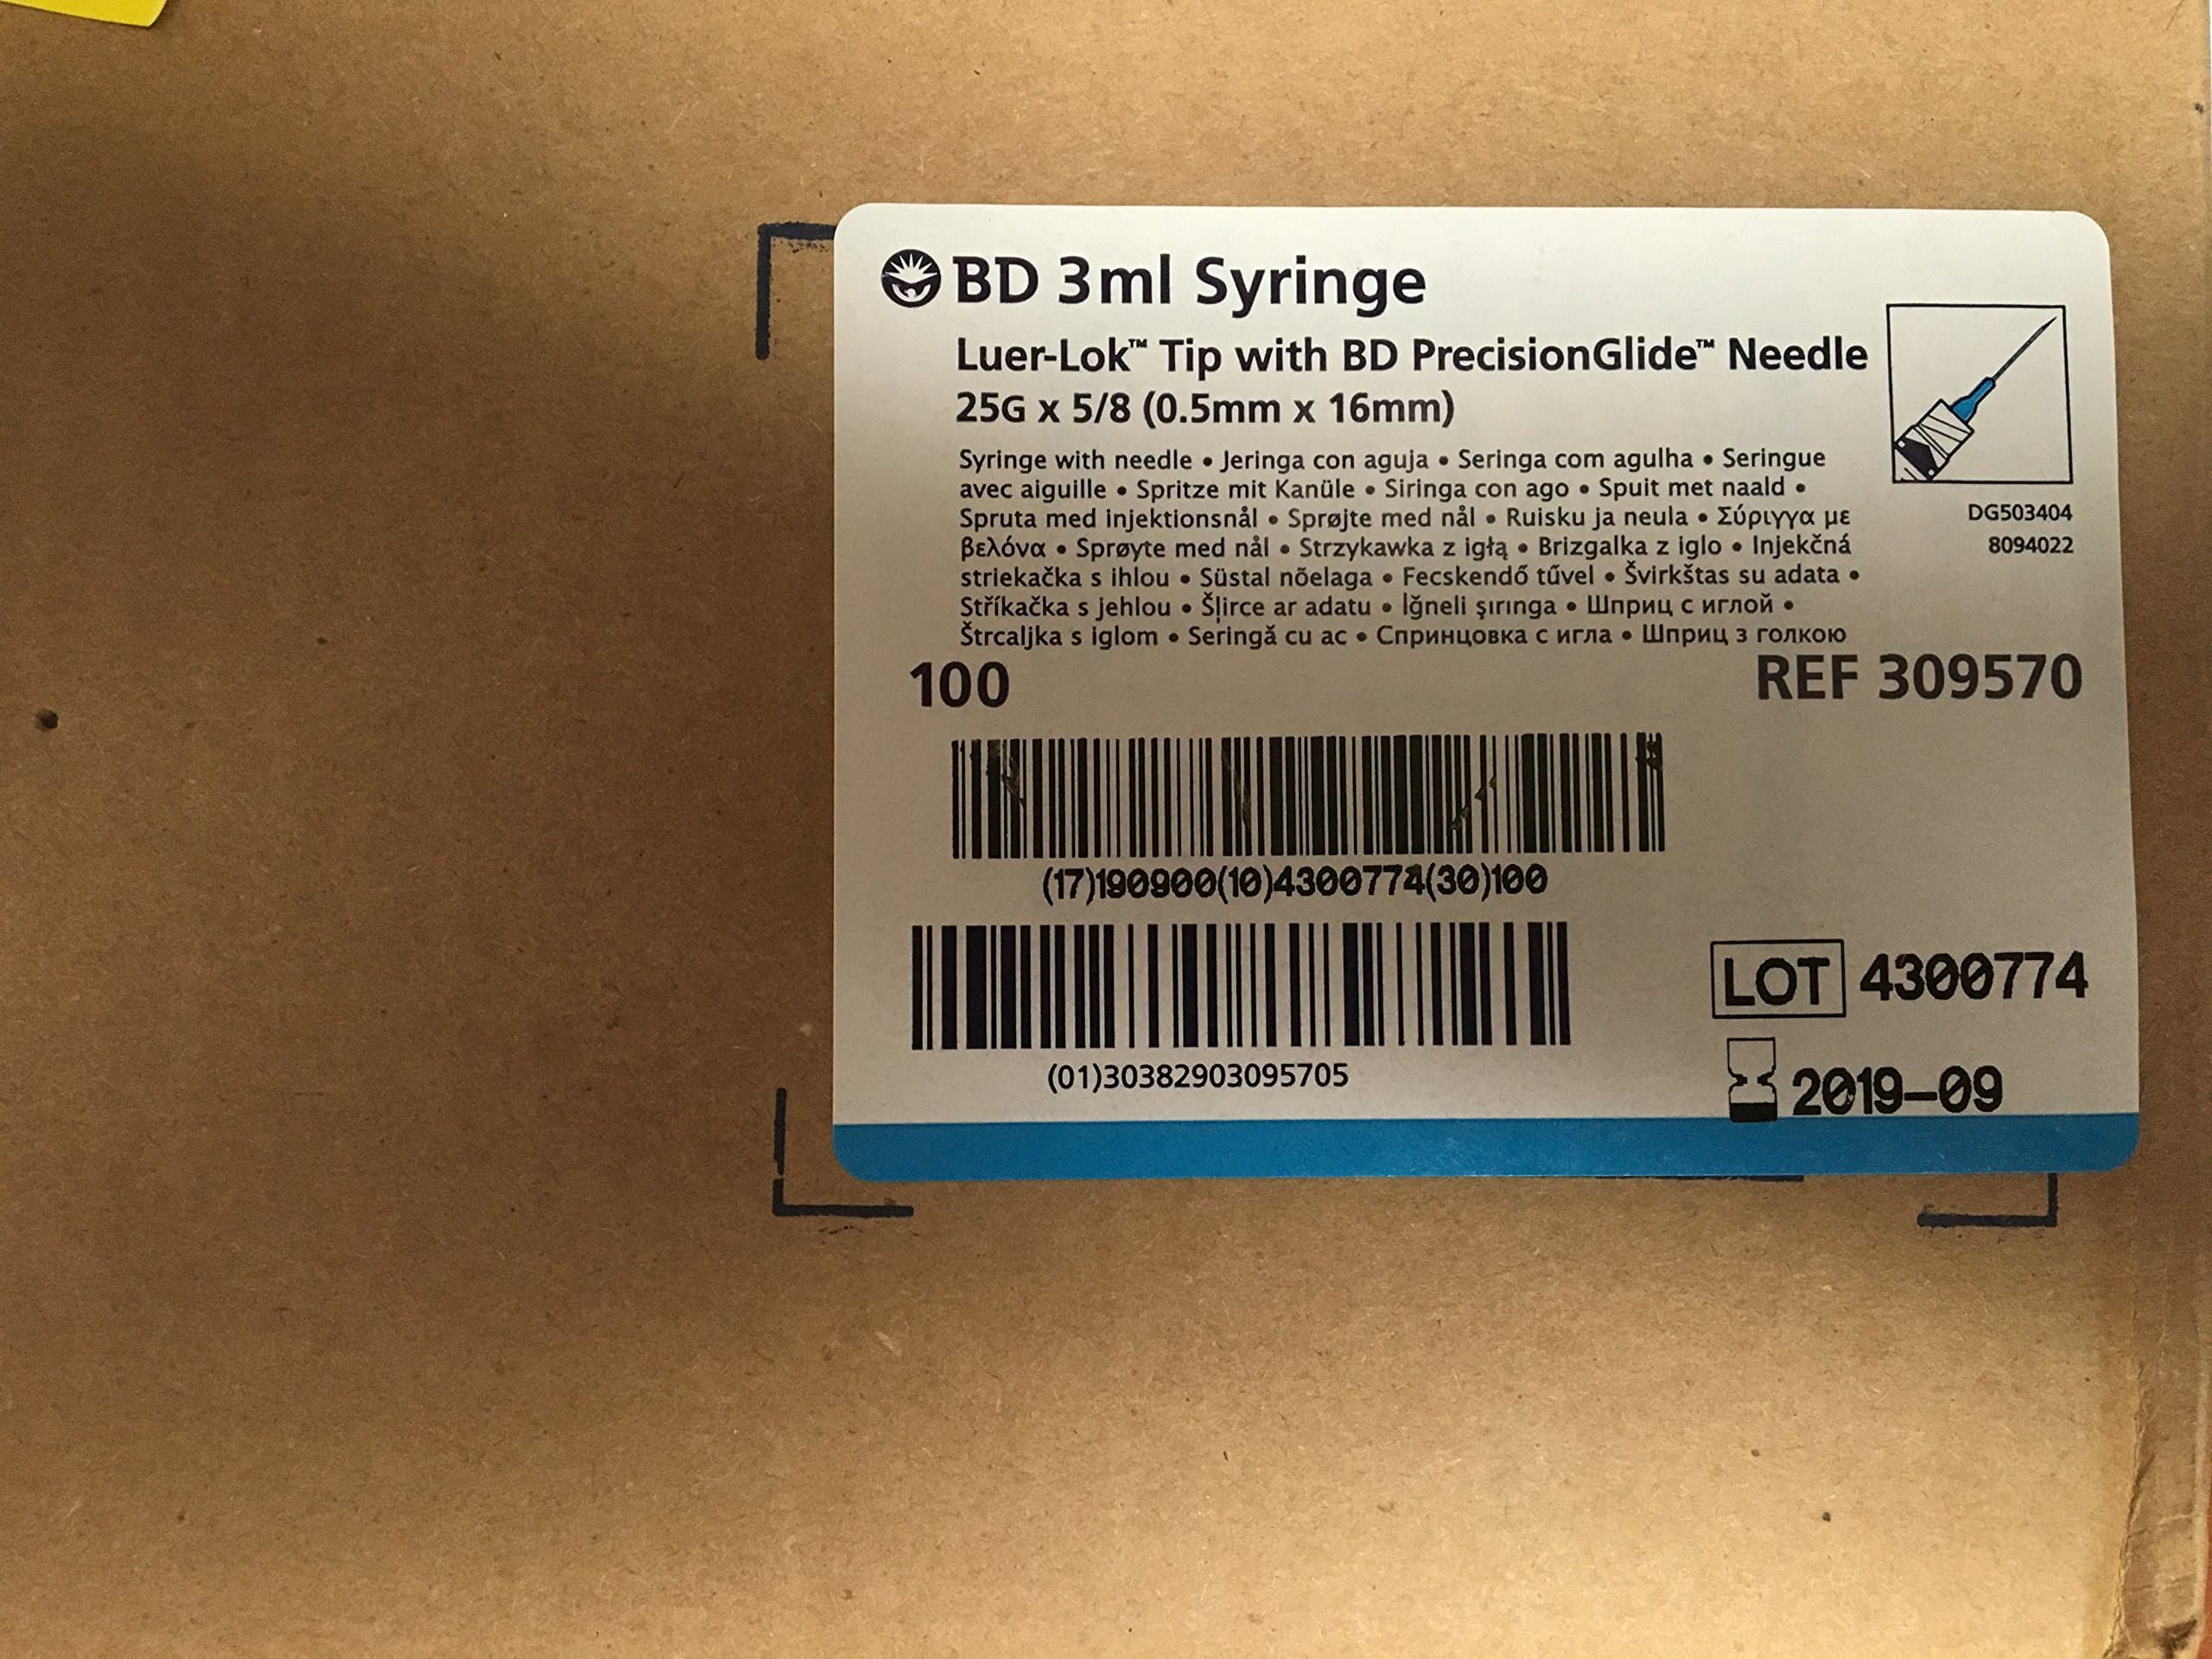 BD 3ml Syringe
Luer-Lok™ Tip with BD PrecisionGlide™ Needle
25G x 5/8 (0.5mm x 16mm)
Syringe with needle • Jeringa con aguja • Seringa com agulha • Seringue
avec aiguille • Spritze mit Kanüle • Siringa con ago • Spuit met naald •
Spruta med injektionsnål • Sprøjte med nål • Ruisku ja neula • Σύριγγα με
βελόνα • Sprøyte med nål • Strzykawka z igłą • Brizgalka z iglo • Injekčná
striekačka s ihlou • Süstal nõelaga • Fecskendő tűvel • Švirkštas su adata •
Stříkačka s jehlou • Šļirce ar adatu • İğneli şırınga • Шприц с иглой •
Štrcaljka s iglom • Seringă cu ac • Спринцовка с игла • Шприц з голкою
DG503404
8094022
100 REF 309570
(17)190900(10)4300774(30)100
(01)30382903095705
LOT 4300774
2019-09